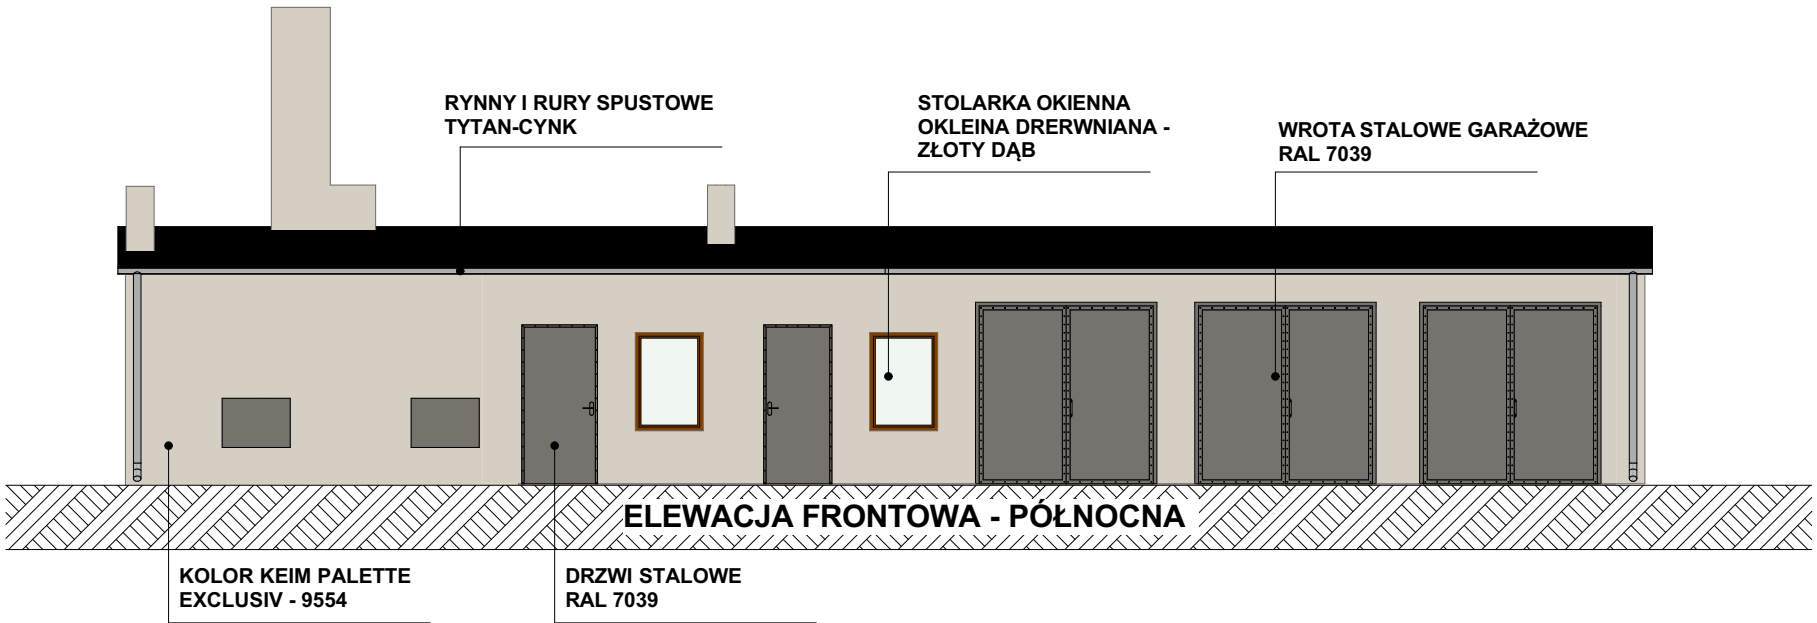 RYNNY I RURY SPUSTOWE
TYTAN-CYNK
STOLARKA OKIENNA
OKLEINA DRERWNIANA -
ZŁOTY DĄB
WROTA STALOWE GARAŻOWE
RAL 7039
ELEWACJA FRONTOWA - PÓŁNOCNA
KOLOR KEIM PALETTE
EXCLUSIV - 9554
DRZWI STALOWE
RAL 7039